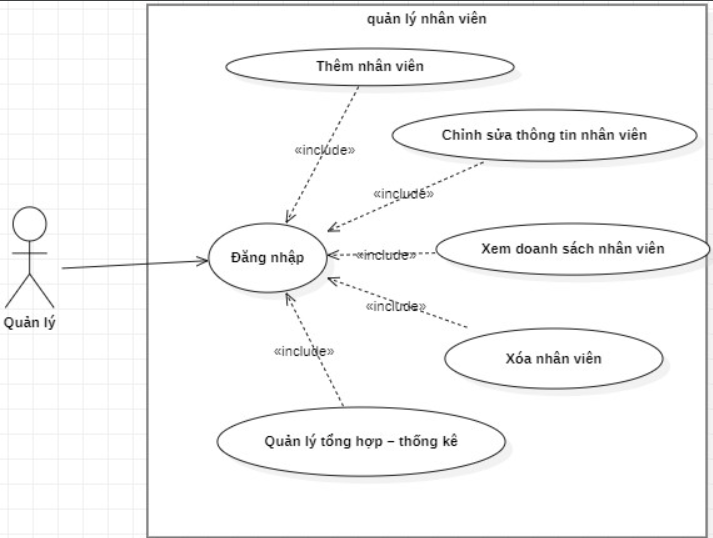 quản lý nhân viên
Thêm nhân viên
«include»
Chỉnh sửa thông tin nhân viên
«include»
Đăng nhập
«include»
Xem doanh sách nhân viên
«include»
Quản lý
Xóa nhân viên
«include»
Quản lý tổng hợp – thống kê